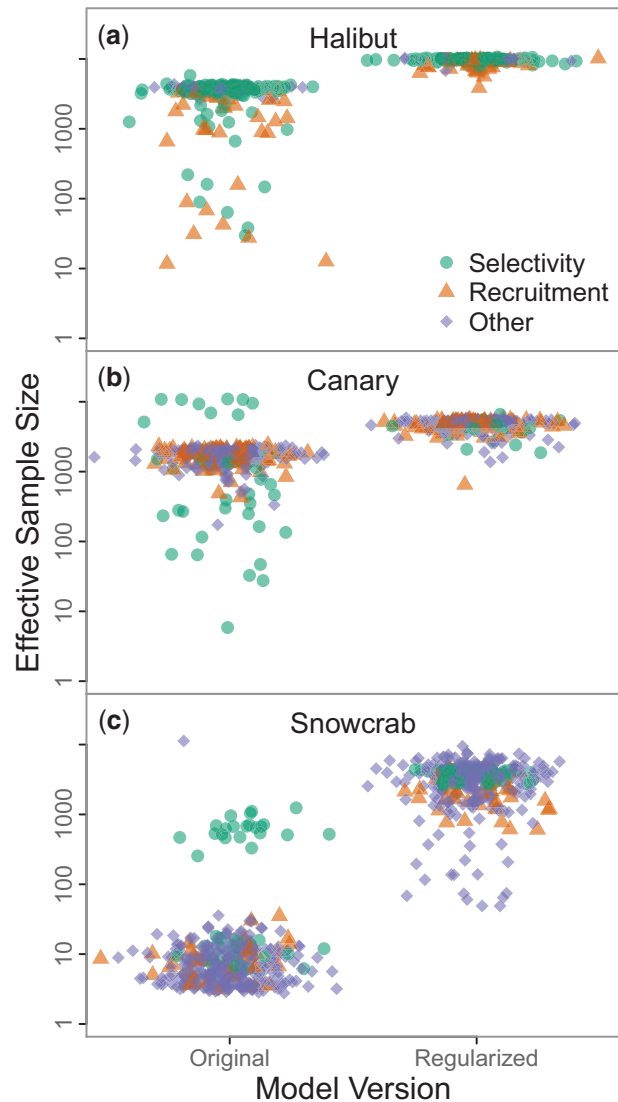 (a) Halibut
1000
100
10
1
Selectivity
Recruitment
Other
(b) Canary
1000
100
10
1
(c) Snowcrab
1000
100
10
1
Effective Sample Size
Original Regularized
Model Version